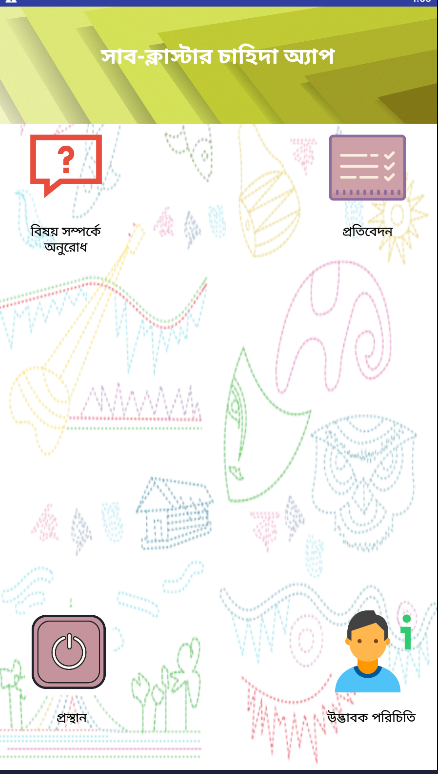 সাব-ক্লাস্টার চাহিদা অ্যাপ
?
বিষয় সম্পর্কে
অনুরোধ
প্রতিবেদন
প্রস্থান
i
উদ্ভাবক পরিচিতি